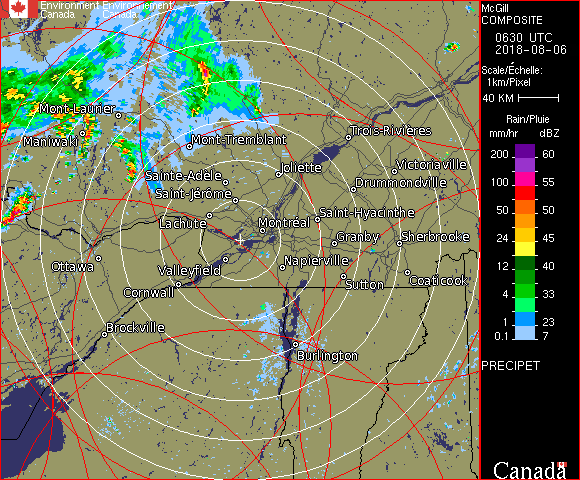 Environment Environnement
Canada Canada
McGill
COMPOSITE
0630 UTC
2018-08-06
Scale/Échelle:
1km/Pixel
40 KM
Rain/Pluie
mm/hr dBZ
200 60
100 55
50 50
24 45
12 40
4 33
1 23
0.1 7
PRECIPET
Canada
Mont-Laurier
Maniwaki
Mont-Tremblant
Trois-Rivières
Sainte-Adèle
Joliette
Victoriaville
Saint-Jérôme
Drummondville
Lachute
Montréal
Saint-Hyacinthe
Granby
Sherbrooke
Ottawa
Valleyfield
Napierville
Cornwall
Sutton
Coaticook
Brockville
Burlington